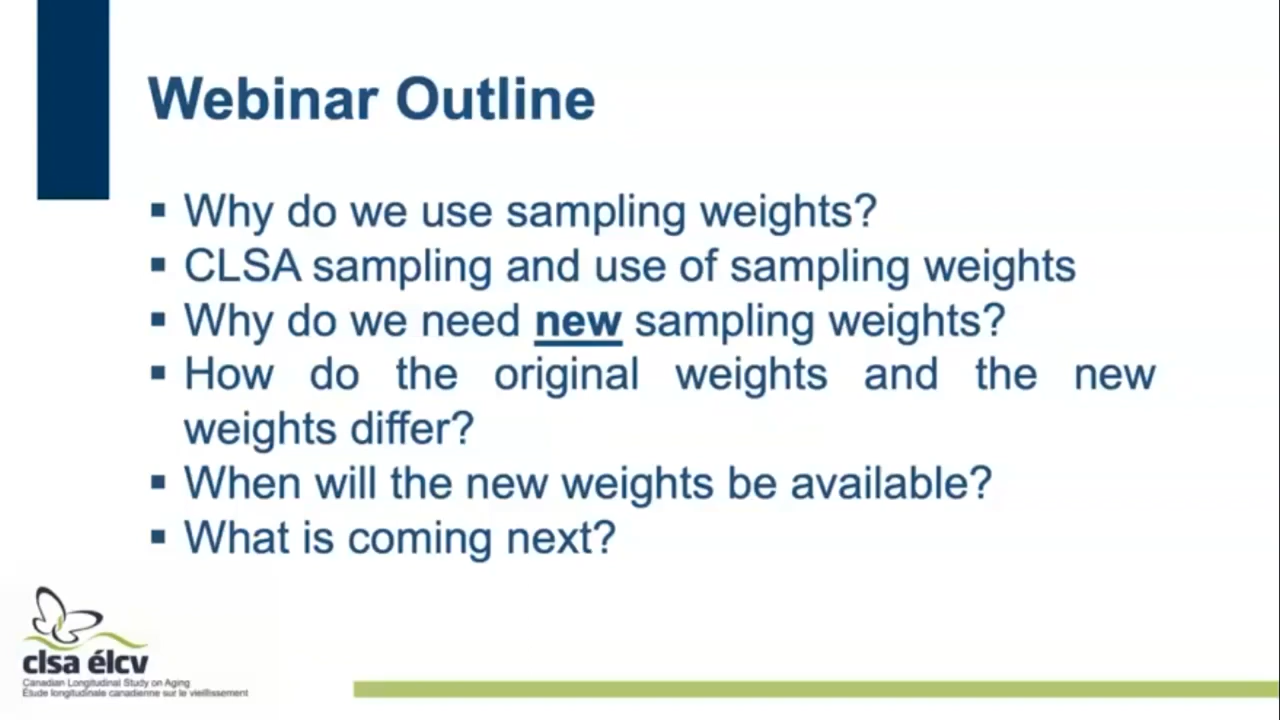 Webinar Outline
▪ Why do we use sampling weights?
▪ CLSA sampling and use of sampling weights
▪ Why do we need new sampling weights?
▪ How do the original weights and the new
weights differ?
▪ When will the new weights be available?
▪ What is coming next?
clsa élcv
Canadian Longitudinal Study on Aging
Étude longitudinale canadienne sur le vieillissement